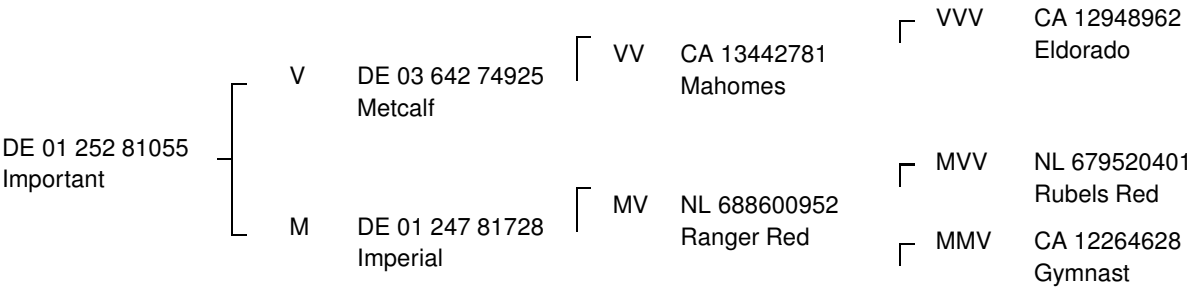 DE 01 252 81055
Important
V DE 03 642 74925
Metcalf
M DE 01 247 81728
Imperial
VV CA 13442781
Mahomes
MV NL 688600952
Ranger Red
VVV CA 12948962
Eldorado
MVV NL 679520401
Rubels Red
MMV CA 12264628
Gymnast